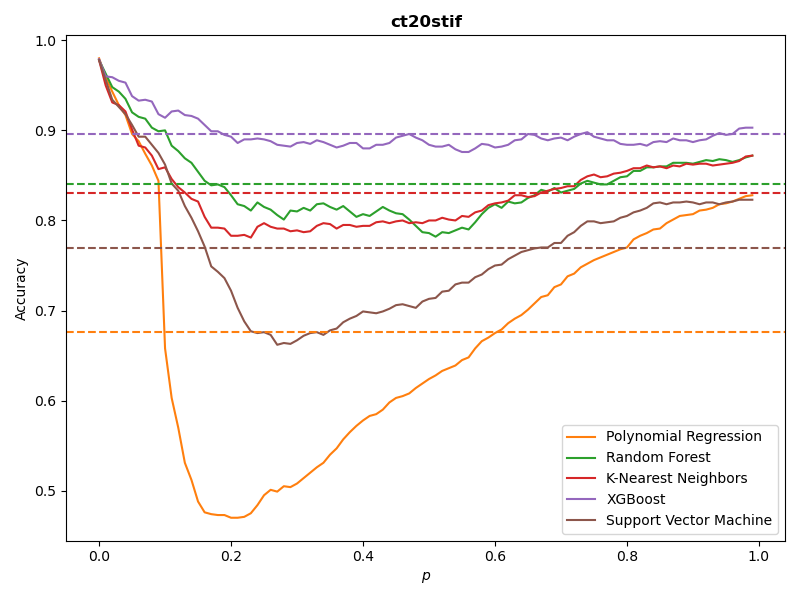 ct20stif
1.0
0.9
0.8
0.7
0.6
0.5
Accuracy
0.0
0.2
0.4
0.6
0.8
1.0
p
Polynomial Regression
Random Forest
K-Nearest Neighbors
XGBoost
Support Vector Machine